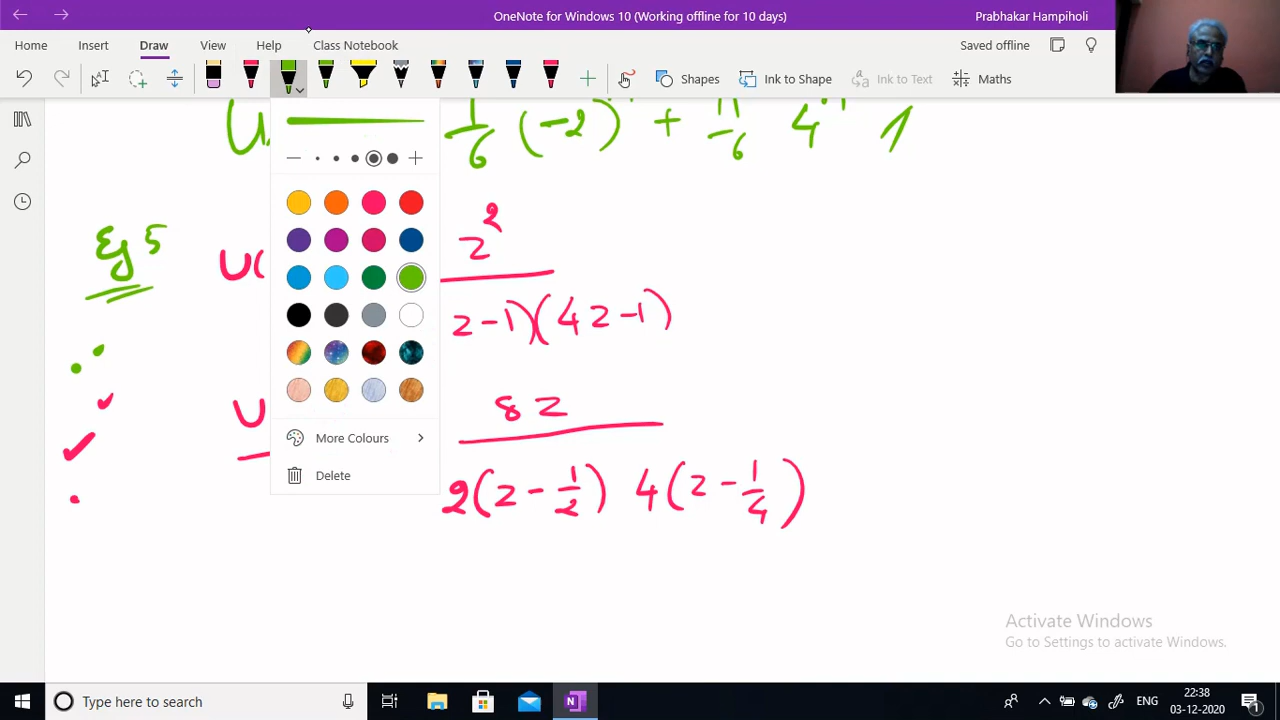 OneNote for Windows 10 (Working offline for 10 days)
Prabhakar Hampiholi
Home Insert Draw View Help Class Notebook
Saved offline
Shapes Ink to Shape Ink to Text Maths
1/6 (-2) + -6 4 1
Eg 5
U( z²
z-1)(4z-1)
U 8z
2(z - 1/2) 4(z - 1/4)
More Colours
Delete
Activate Windows
Go to Settings to activate Windows.
Type here to search
ENG
22:38
03-12-2020
1